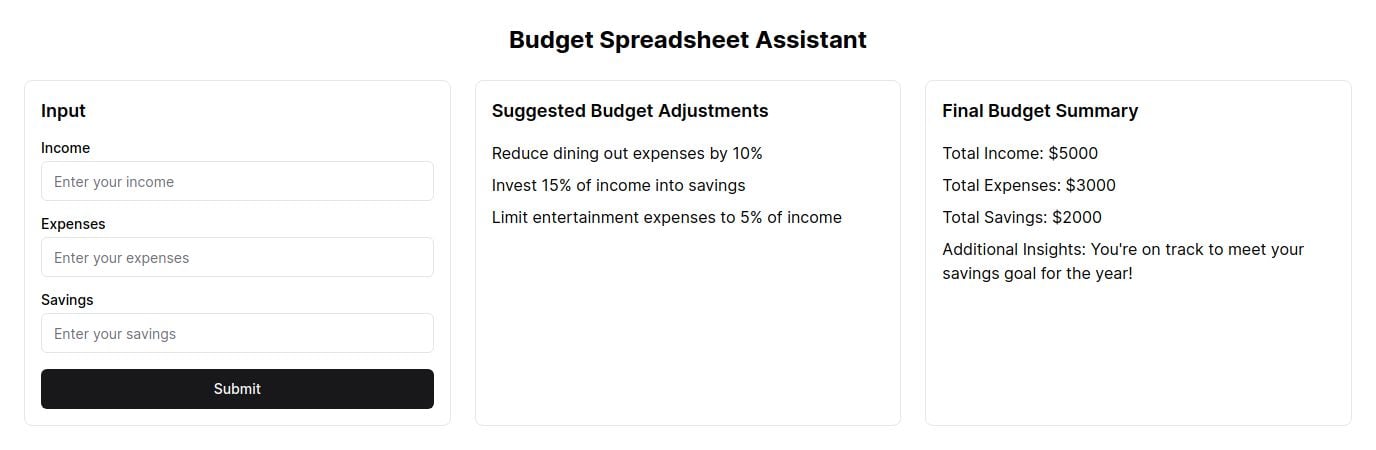 Budget Spreadsheet Assistant
Input
Income
Enter your income
Expenses
Enter your expenses
Savings
Enter your savings
Submit
Suggested Budget Adjustments
Reduce dining out expenses by 10%
Invest 15% of income into savings
Limit entertainment expenses to 5% of income
Final Budget Summary
Total Income: $5000
Total Expenses: $3000
Total Savings: $2000
Additional Insights: You're on track to meet your
savings goal for the year!